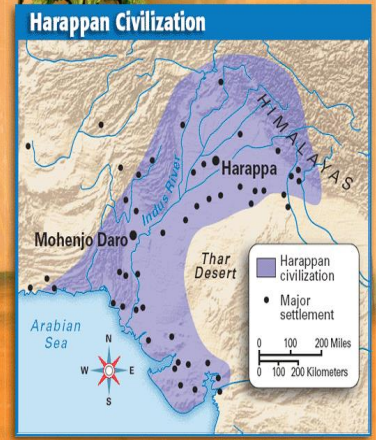 Harappan Civilization
HIMALAYAS
Indus River
Harappa
Mohenjo Daro
Thar
Desert
Arabian
Sea
N
W E
S
Harappan
civilization
Major
settlement
0 100 200 Miles
0 100 200 Kilometers